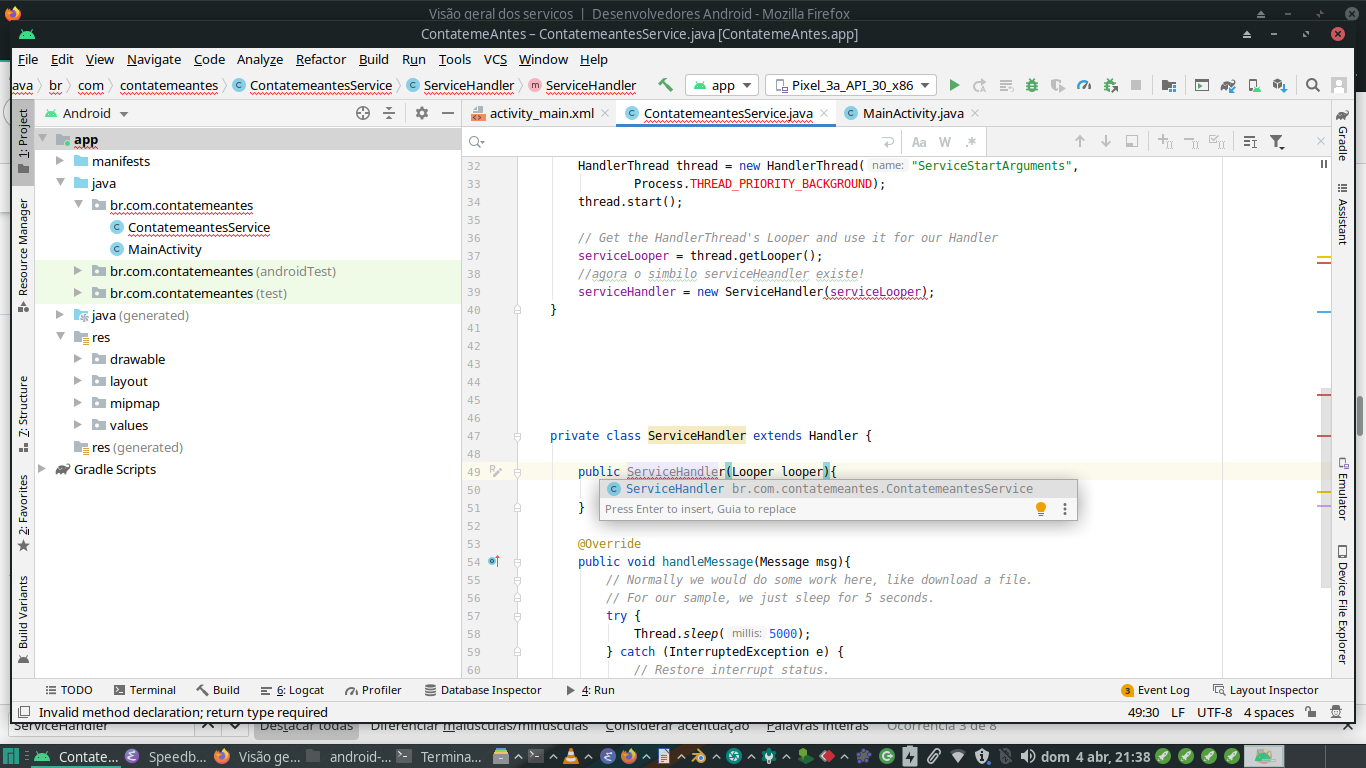 Visão geral dos servicos | Desenvolvedores Android - Mozilla Firefox
ContatemeAntes – ContatemeantesService.java [ContatemeAntes.app]
File Edit View Navigate Code Analyze Refactor Build Run Tools VCS Window Help
ava br com contatemeantes ContatemeantesService ServiceHandler ServiceHandler app Pixel_3a_API_30_x86
Android
activity_main.xml ContatemeantesService.java MainActivity.java
1: Project
Resource Manager
7: Structure
2: Favorites
Build Variants
app
manifests
java
br.com.contatemeantes
ContatemeantesService
MainActivity
br.com.contatemeantes (androidTest)
br.com.contatemeantes (test)
java (generated)
res
drawable
layout
mipmap
values
res (generated)
Gradle Scripts
Aa W .*
32 HandlerThread thread = new HandlerThread( name: "ServiceStartArguments",
33 Process.THREAD_PRIORITY_BACKGROUND);
34 thread.start();
35
36 // Get the HandlerThread's Looper and use it for our Handler
37 serviceLooper = thread.getLooper();
38 //agora o simbilo serviceHeandler existe!
39 serviceHandler = new ServiceHandler(serviceLooper);
40 }
41
42
43
44
45
46
47 private class ServiceHandler extends Handler {
48
49 public ServiceHandler(Looper looper){
50 ServiceHandler br.com.contatemeantes.ContatemeantesService
51 } Press Enter to insert, Guia to replace
52
53 @Override
54 public void handleMessage(Message msg){
55 // Normally we would do some work here, like download a file.
56 // For our sample, we just sleep for 5 seconds.
57 try {
58 Thread.sleep( millis: 5000);
59 } catch (InterruptedException e) {
60 // Restore interrupt status.
Gradle
Assistant
Emulator
Device File Explorer
TODO Terminal Build 6: Logcat Profiler Database Inspector 4: Run 3 Event Log Layout Inspector
Invalid method declaration; return type required 49:30 LF UTF-8 4 spaces
ServiceHandler Destacar todas Diferenciar maiúsculas/minúsculas Considerar acentuação Palavras inteiras Ocorrência 3 de 8
Contate... Speedb... Visão ge... android-... Termina... dom 4 abr, 21:38